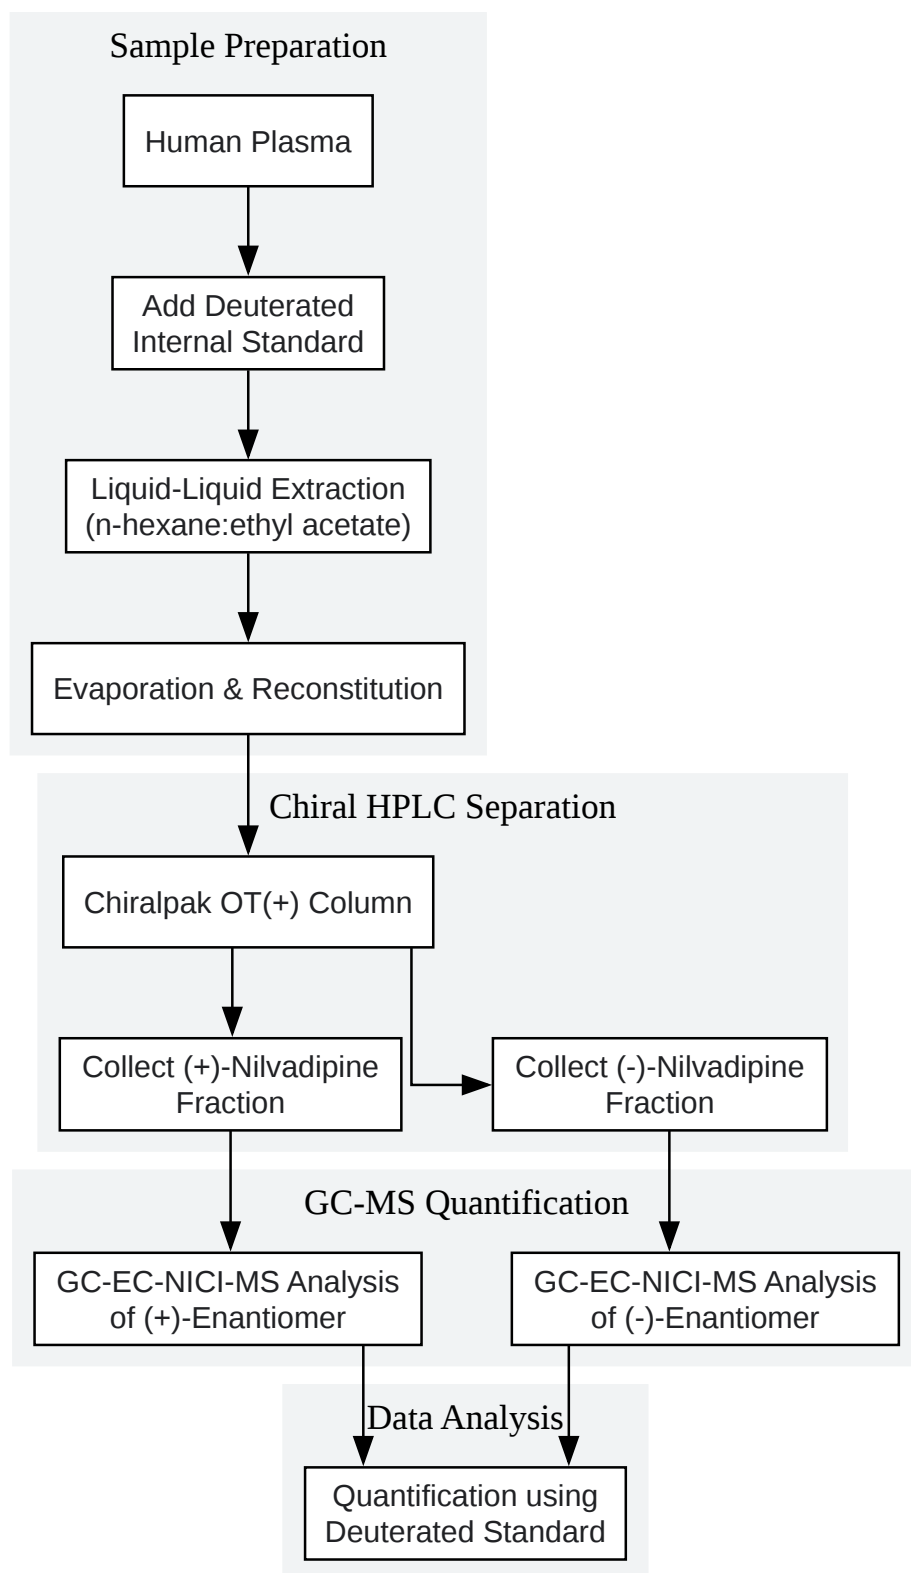 Sample Preparation
Human Plasma
Add Deuterated
Internal Standard
Liquid-Liquid Extraction
(n-hexane:ethyl acetate)
Evaporation & Reconstitution
Chiral HPLC Separation
Chiralpak OT(+) Column
Collect (+)-Nilvadipine
Fraction
Collect (-)-Nilvadipine
Fraction
GC-MS Quantification
GC-EC-NICI-MS Analysis
of (+)-Enantiomer
GC-EC-NICI-MS Analysis
of (-)-Enantiomer
Data Analysis
Quantification using
Deuterated Standard